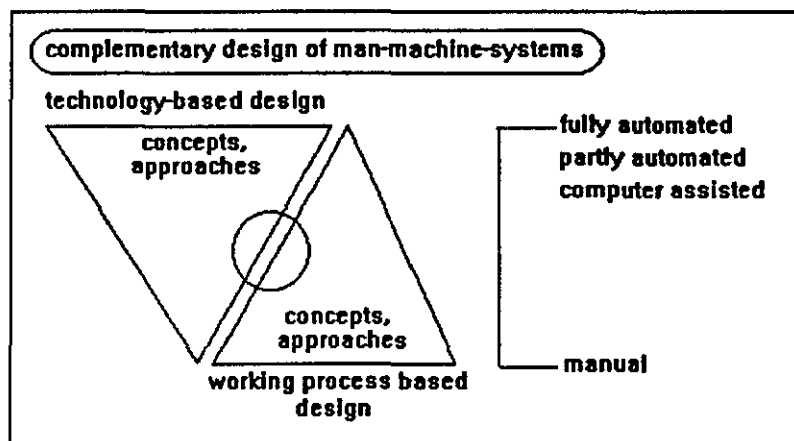 complementary design of man-machine-systems
technology-based design
concepts,
approaches
concepts,
approaches
working process based
design
fully automated
partly automated
computer assisted
manual